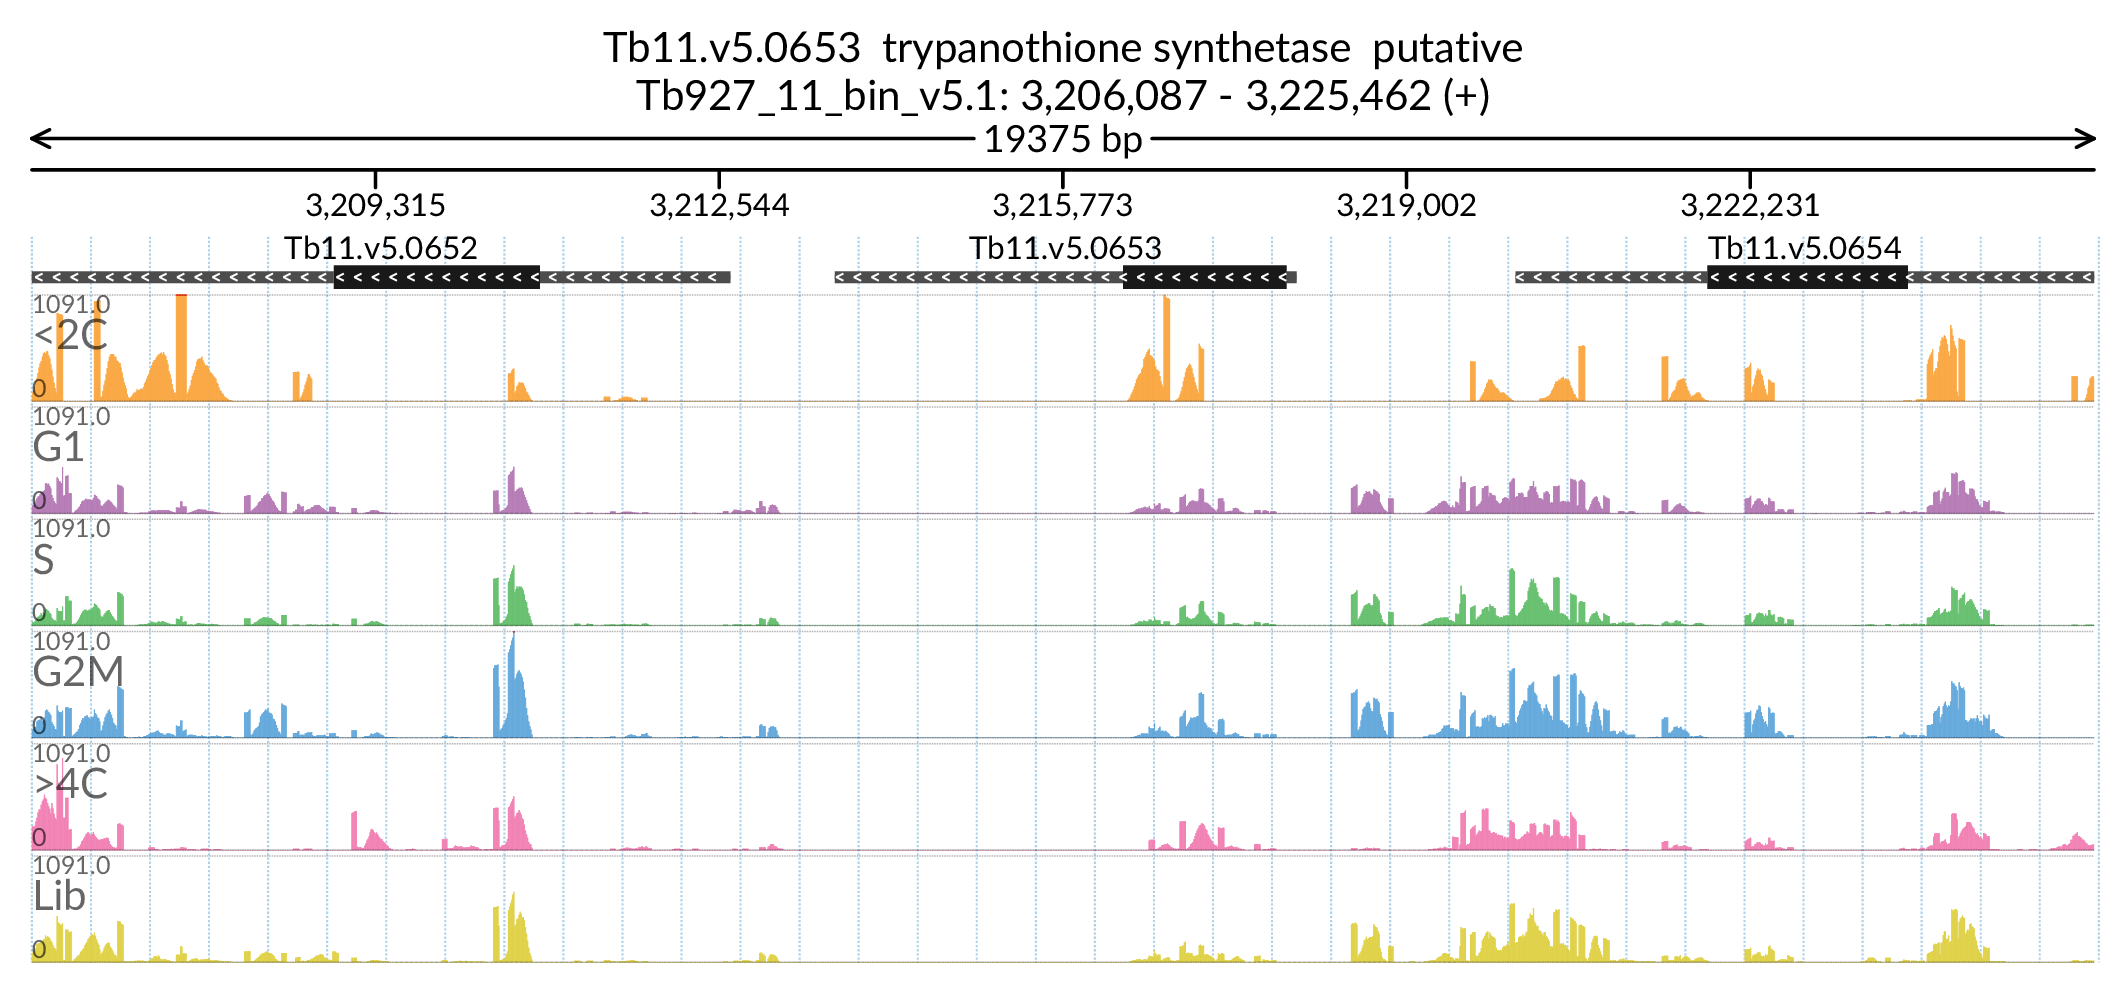 Tb11.v5.0653  trypanothione synthetase  putative
Tb927_11_bin_v5.1: 3,206,087 - 3,225,462 (+)
19375 bp
3,209,315 3,212,544 3,215,773 3,219,002 3,222,231
Tb11.v5.0652 Tb11.v5.0653 Tb11.v5.0654
1091.0
<2C
0
1091.0
G1
0
1091.0
S
0
1091.0
G2M
0
1091.0
>4C
0
1091.0
Lib
0